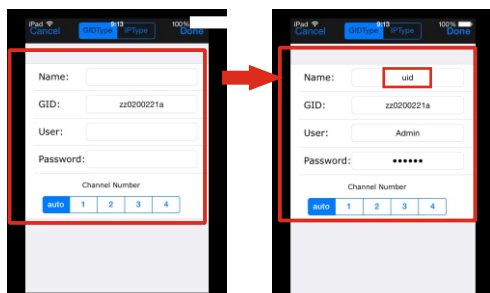 iPad 9:13 100%
Cancel GIDType IPType Done
Name:
GID: zz0200221a
User:
Password:
Channel Number
auto 1 2 3 4
iPad 9:13 100%
Cancel GIDType IPType Done
Name: uid
GID: zz0200221a
User: Admin
Password: ••••••
Channel Number
auto 1 2 3 4